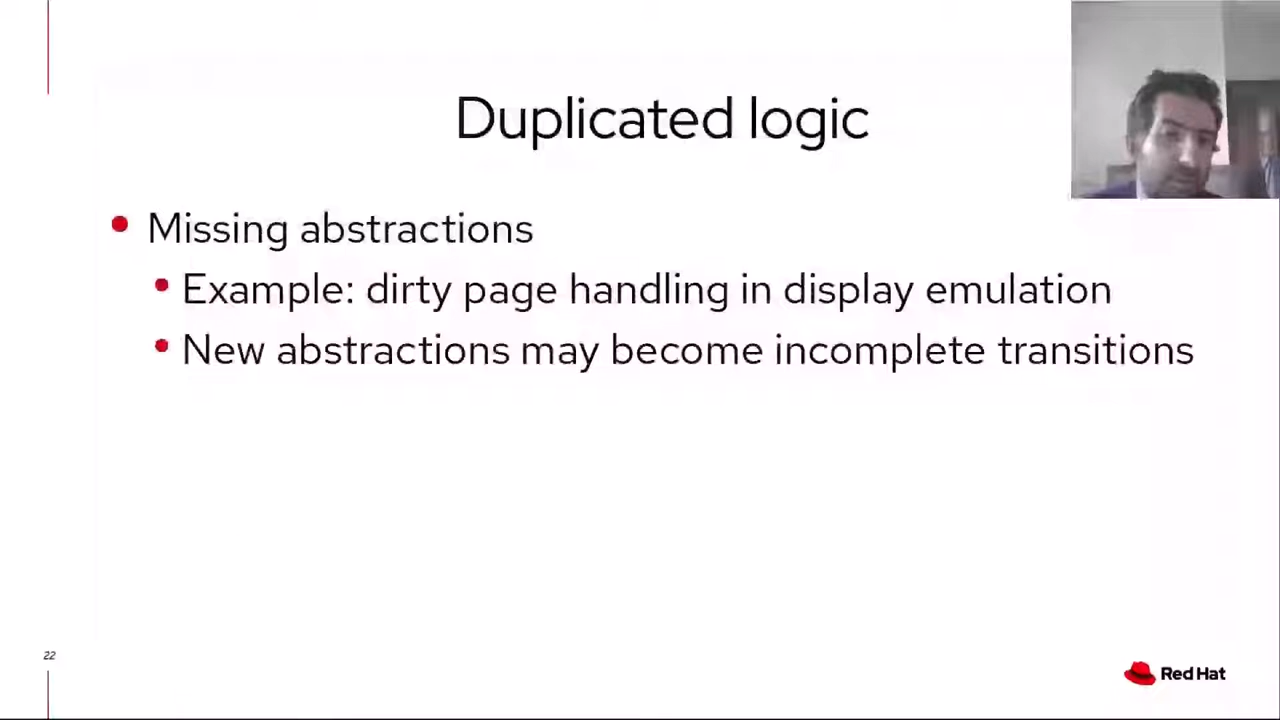 Duplicated logic
Missing abstractions
Example: dirty page handling in display emulation
New abstractions may become incomplete transitions
22
Red Hat